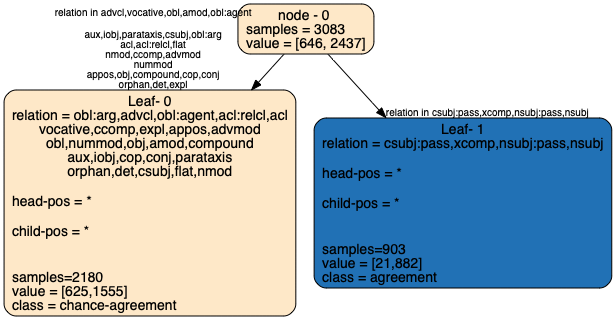 relation in advcl,vocative,obl,amod,obl:agent
aux,iobj,parataxis,csubj,obl:arg
acl,acl:relcl,flat
nmod,ccomp,advmod
nummod
appos,obj,compound,cop,conj
orphan,det,expl
node - 0
samples = 3083
value = [646, 2437]
Leaf- 0
relation = obl:arg,advcl,obl:agent,acl:relcl,acl
vocative,ccomp,expl,appos,advmod
obl,nummod,obj,amod,compound
aux,iobj,cop,conj,parataxis
orphan,det,csubj,flat,nmod
head-pos = *
child-pos = *
samples=2180
value = [625,1555]
class = chance-agreement
relation in csubj:pass,xcomp,nsubj:pass,nsubj
Leaf- 1
relation = csubj:pass,xcomp,nsubj:pass,nsubj
head-pos = *
child-pos = *
samples=903
value = [21,882]
class = agreement